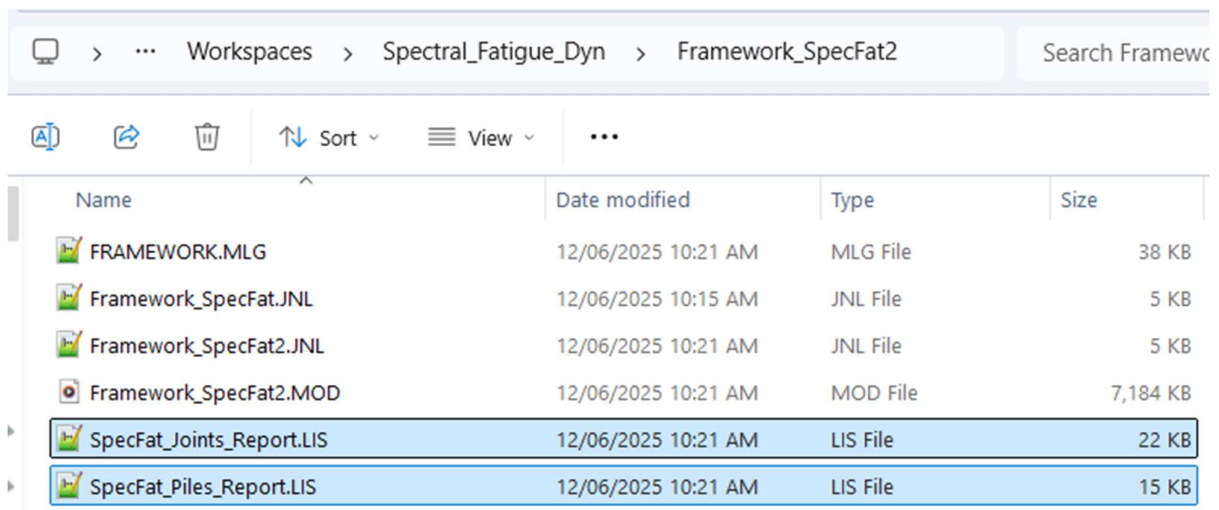 > ... Workspaces > Spectral_Fatigue_Dyn > Framework_SpecFat2 Search Framewo
Sort View ...
Name Date modified Type Size
FRAMEWORK.MLG 12/06/2025 10:21 AM MLG File 38 KB
Framework_SpecFat.JNL 12/06/2025 10:15 AM JNL File 5 KB
Framework_SpecFat2.JNL 12/06/2025 10:21 AM JNL File 5 KB
Framework_SpecFat2.MOD 12/06/2025 10:21 AM MOD File 7,184 KB
SpecFat_Joints_Report.LIS 12/06/2025 10:21 AM LIS File 22 KB
SpecFat_Piles_Report.LIS 12/06/2025 10:21 AM LIS File 15 KB